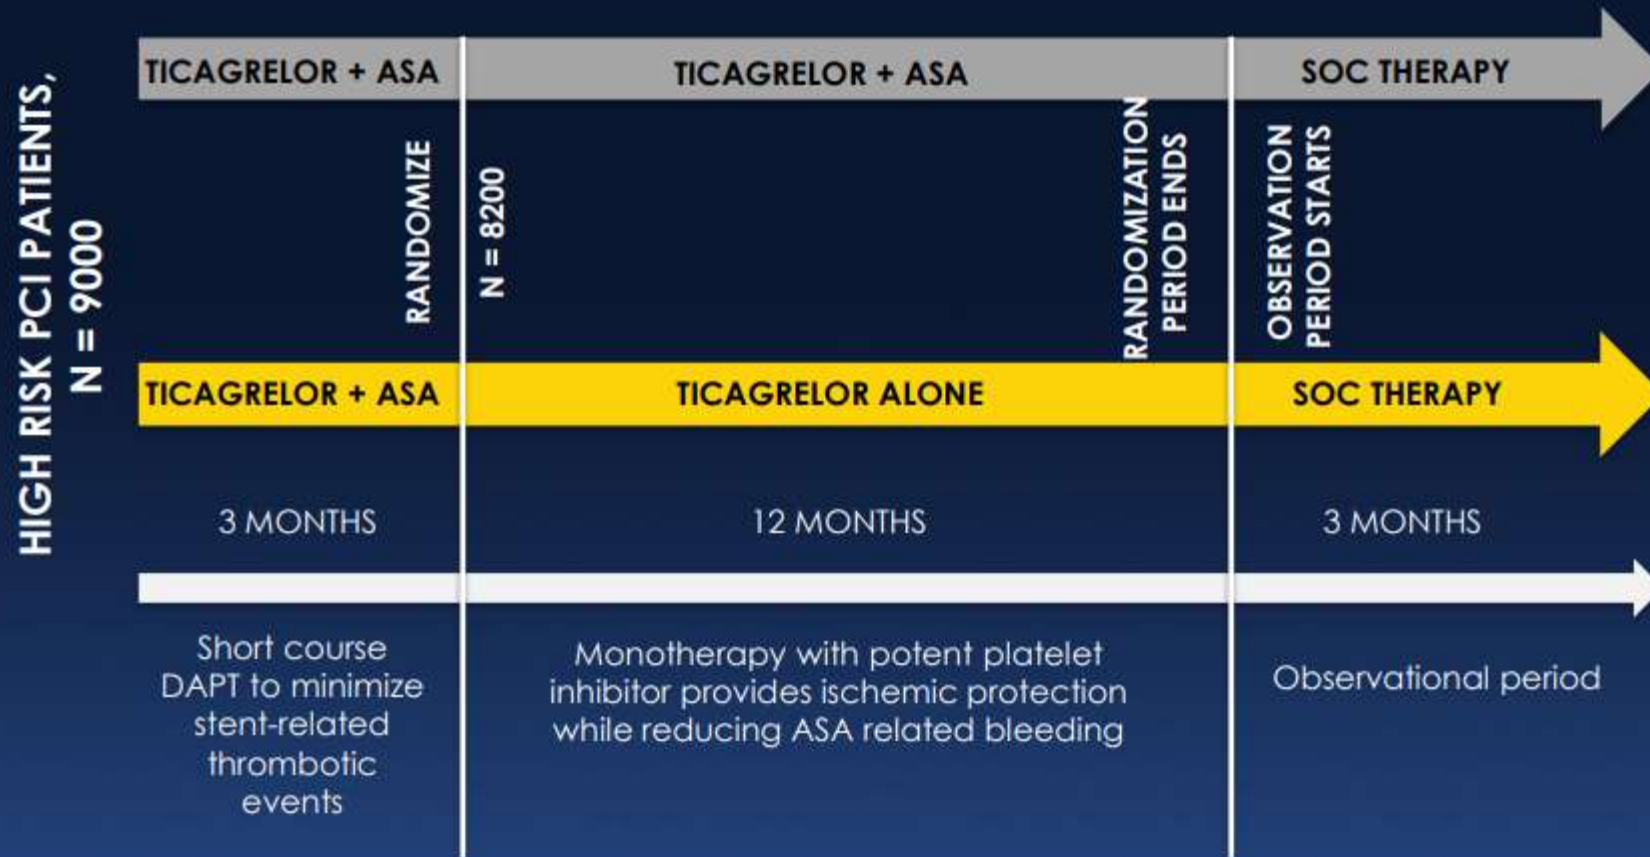 HIGH RISK PCI PATIENTS,
N = 9000
TICAGRELOR + ASA
TICAGRELOR + ASA
SOC THERAPY
RANDOMIZE
N = 8200
RANDOMIZATION
PERIOD ENDS
OBSERVATION
PERIOD STARTS
TICAGRELOR + ASA
TICAGRELOR ALONE
SOC THERAPY
3 MONTHS
12 MONTHS
3 MONTHS
Short course
DAPT to minimize
stent-related
thrombotic
events
Monotherapy with potent platelet
inhibitor provides ischemic protection
while reducing ASA related bleeding
Observational period